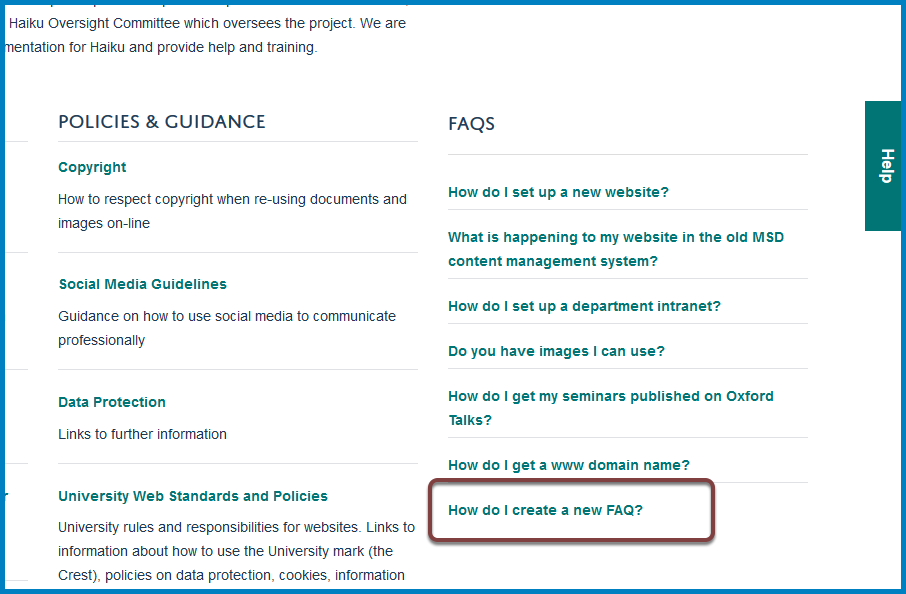 Haiku Oversight Committee which oversees the project. We are
mentation for Haiku and provide help and training.
POLICIES & GUIDANCE
Copyright
How to respect copyright when re-using documents and
images on-line
Social Media Guidelines
Guidance on how to use social media to communicate
professionally
Data Protection
Links to further information
University Web Standards and Policies
University rules and responsibilities for websites. Links to
information about how to use the University mark (the
Crest), policies on data protection, cookies, information
FAQS
How do I set up a new website?
What is happening to my website in the old MSD
content management system?
How do I set up a department intranet?
Do you have images I can use?
How do I get my seminars published on Oxford
Talks?
How do I get a www domain name?
How do I create a new FAQ?
Help